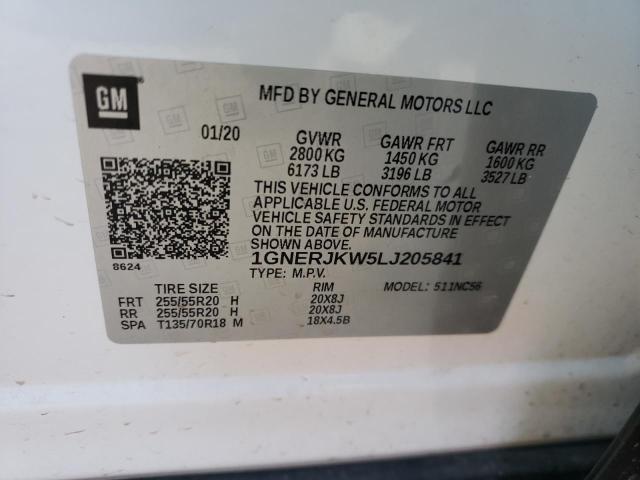 GM
MFD BY GENERAL MOTORS LLC
01/20 GVWR GAWR FRT GAWR RR
2800 KG 1450 KG 1600 KG
6173 LB 3196 LB 3527 LB
THIS VEHICLE CONFORMS TO ALL
APPLICABLE U.S. FEDERAL MOTOR
VEHICLE SAFETY STANDARDS IN EFFECT
ON THE DATE OF MANUFACTURE
SHOWN ABOVE.
8624
1GNERJKW5LJ205841
TYPE: M.P.V. MODEL: 511NC56
TIRE SIZE RIM
FRT 255/55R20 H 20X8J
RR 255/55R20 H 20X8J
SPA T135/70R18 M 18X4.5B